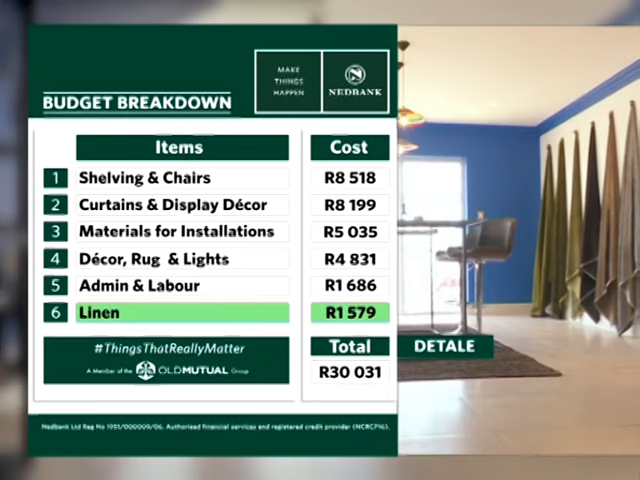 MAKE
THINGS
HAPPEN
NEDBANK
BUDGET BREAKDOWN
Items Cost
1 Shelving & Chairs R8 518
2 Curtains & Display Décor R8 199
3 Materials for Installations R5 035
4 Décor, Rug & Lights R4 831
5 Admin & Labour R1 686
6 Linen R1 579
#ThingsThatReallyMatter
A Member of the OLDMUTUAL Group
Total DETALE
R30 031
Nedbank Ltd Reg No 1951/000009/06. Authorised financial services and registered credit provider (NCRCP16).